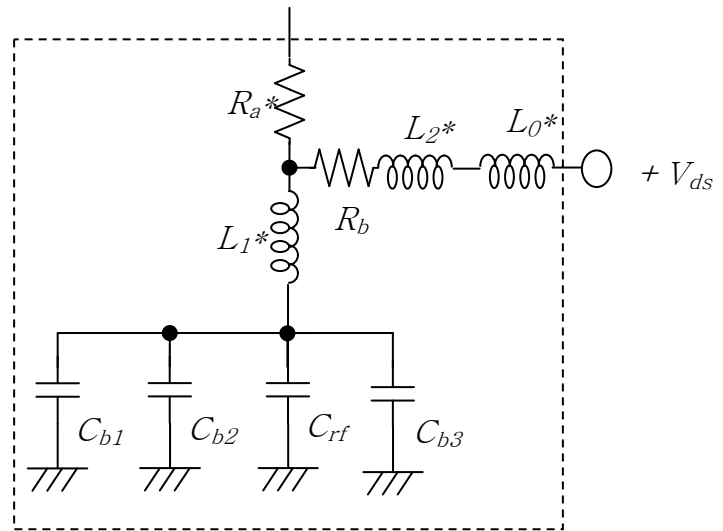 Ra*
L2*
L0*
+ Vds
Rb
L1*
Cb1
Cb2
Crf
Cb3